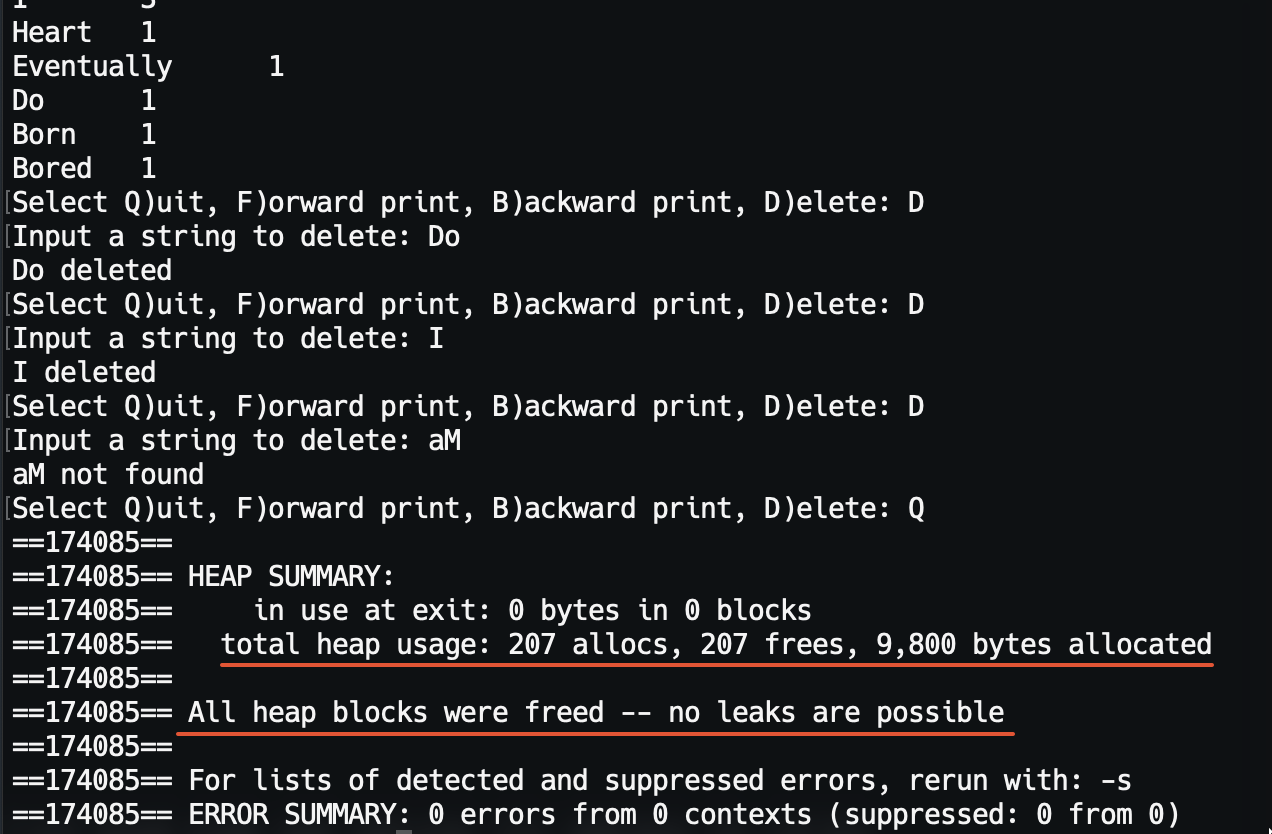 Heart   1
Eventually      1
Do      1
Born    1
Bored   1
[Select Q)uit, F)orward print, B)ackward print, D)elete: D
[Input a string to delete: Do
Do deleted
[Select Q)uit, F)orward print, B)ackward print, D)elete: D
[Input a string to delete: I
I deleted
[Select Q)uit, F)orward print, B)ackward print, D)elete: D
[Input a string to delete: aM
aM not found
[Select Q)uit, F)orward print, B)ackward print, D)elete: Q
==174085==
==174085== HEAP SUMMARY:
==174085==     in use at exit: 0 bytes in 0 blocks
==174085==   total heap usage: 207 allocs, 207 frees, 9,800 bytes allocated
==174085==
==174085== All heap blocks were freed -- no leaks are possible
==174085==
==174085== For lists of detected and suppressed errors, rerun with: -s
==174085== ERROR SUMMARY: 0 errors from 0 contexts (suppressed: 0 from 0)